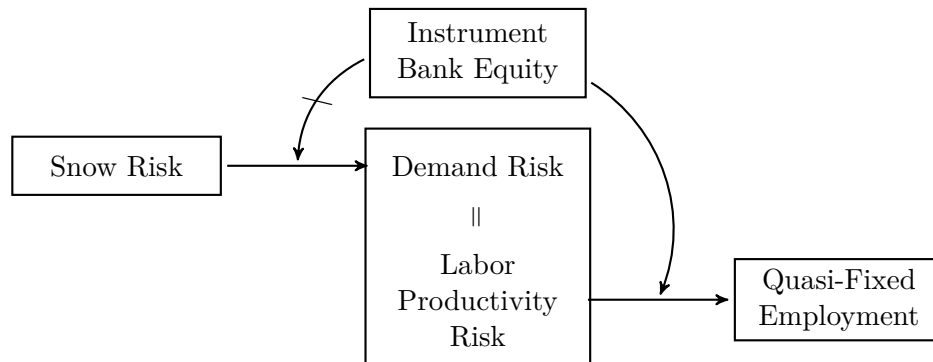 Instrument
Bank Equity
Snow Risk
Demand Risk
=
Labor
Productivity
Risk
Quasi-Fixed
Employment